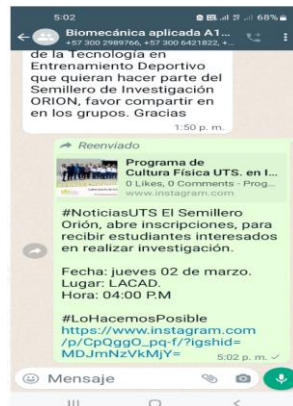 5:02
68%
Biomecánica aplicada A1...
+57 300 2989766, +57 300 6421822, +...
de la Tecnología en
Entrenamiento Deportivo
que quieran hacer parte del
Semillero de Investigación
ORION, favor compartir en
en los grupos. Gracias
1:50 p. m.
Reenviado
Programa de
Cultura Física UTS. en I...
0 Likes, 0 Comments - Prog...
www.instagram.com
#NoticiasUTS El Semillero
Orión, abre inscripciones, para
recibir estudiantes interesados
en realizar investigación.
Fecha: jueves 02 de marzo.
Lugar: LACAD.
Hora: 04:00 P.M
#LoHacemosPosible
https://www.instagram.com
/p/CpQggO_pq-f/?igshid=
MDJmNzVkMjY=
5:02 p. m.
Mensaje